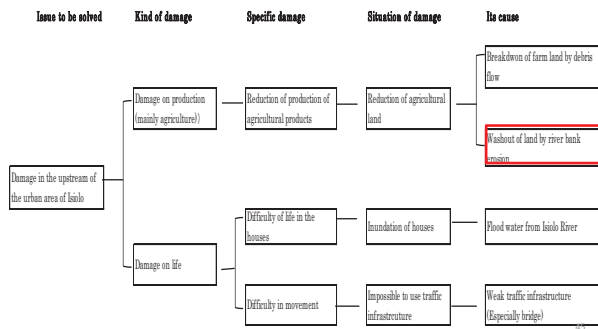 Issue to be solved
Kind of damage
Specific damage
Situation of damage
Its cause
Damage in the upstream of
the urban area of Isiolo
Damage on production
(mainly agriculture))
Reduction of production of
agricultural products
Reduction of agricultural
land
Breakdwon of farm land by debris
flow
Washout of land by river bank
erosion
Damage on life
Difficulty of life in the
houses
Inundation of houses
Flood water from Isiolo River
Difficulty in movement
Impossible to use traffic
infrastrcuture
Weak traffic infrastructure
(Especially bridge)